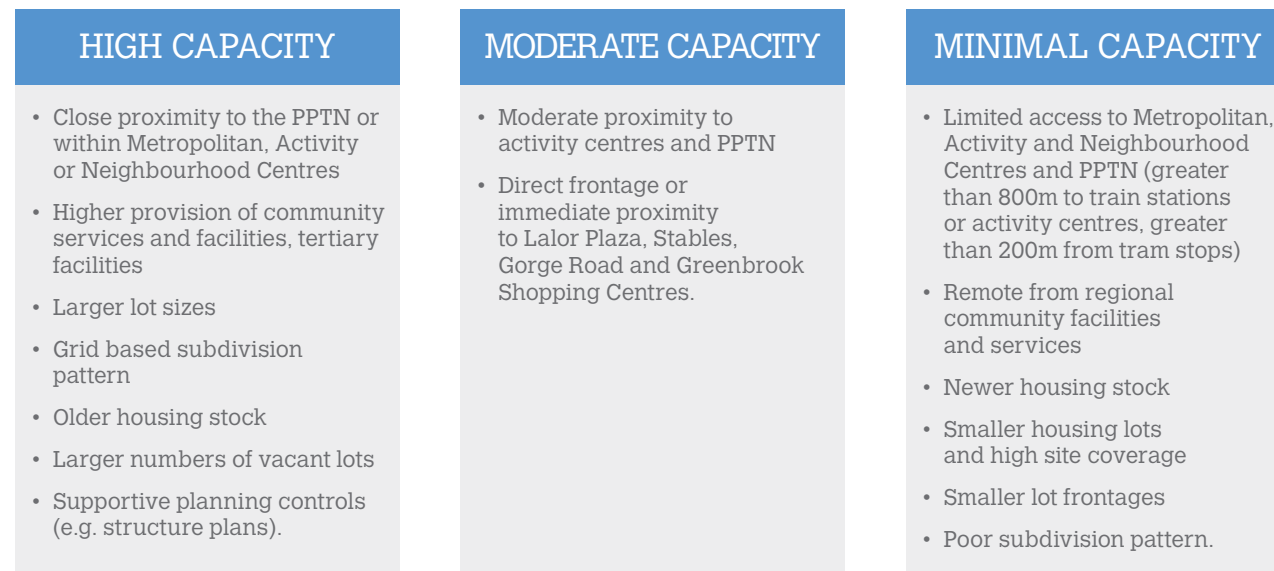 HIGH CAPACITY
• Close proximity to the PPTN or
within Metropolitan, Activity
or Neighbourhood Centres
• Higher provision of community
services and facilities, tertiary
facilities
• Larger lot sizes
• Grid based subdivision
pattern
• Older housing stock
• Larger numbers of vacant lots
• Supportive planning controls
(e.g. structure plans).
MODERATE CAPACITY
• Moderate proximity to
activity centres and PPTN
• Direct frontage or
immediate proximity
to Lalor Plaza, Stables,
Gorge Road and Greenbrook
Shopping Centres.
MINIMAL CAPACITY
• Limited access to Metropolitan,
Activity and Neighbourhood
Centres and PPTN (greater
than 800m to train stations
or activity centres, greater
than 200m from tram stops)
• Remote from regional
community facilities
and services
• Newer housing stock
• Smaller housing lots
and high site coverage
• Smaller lot frontages
• Poor subdivision pattern.